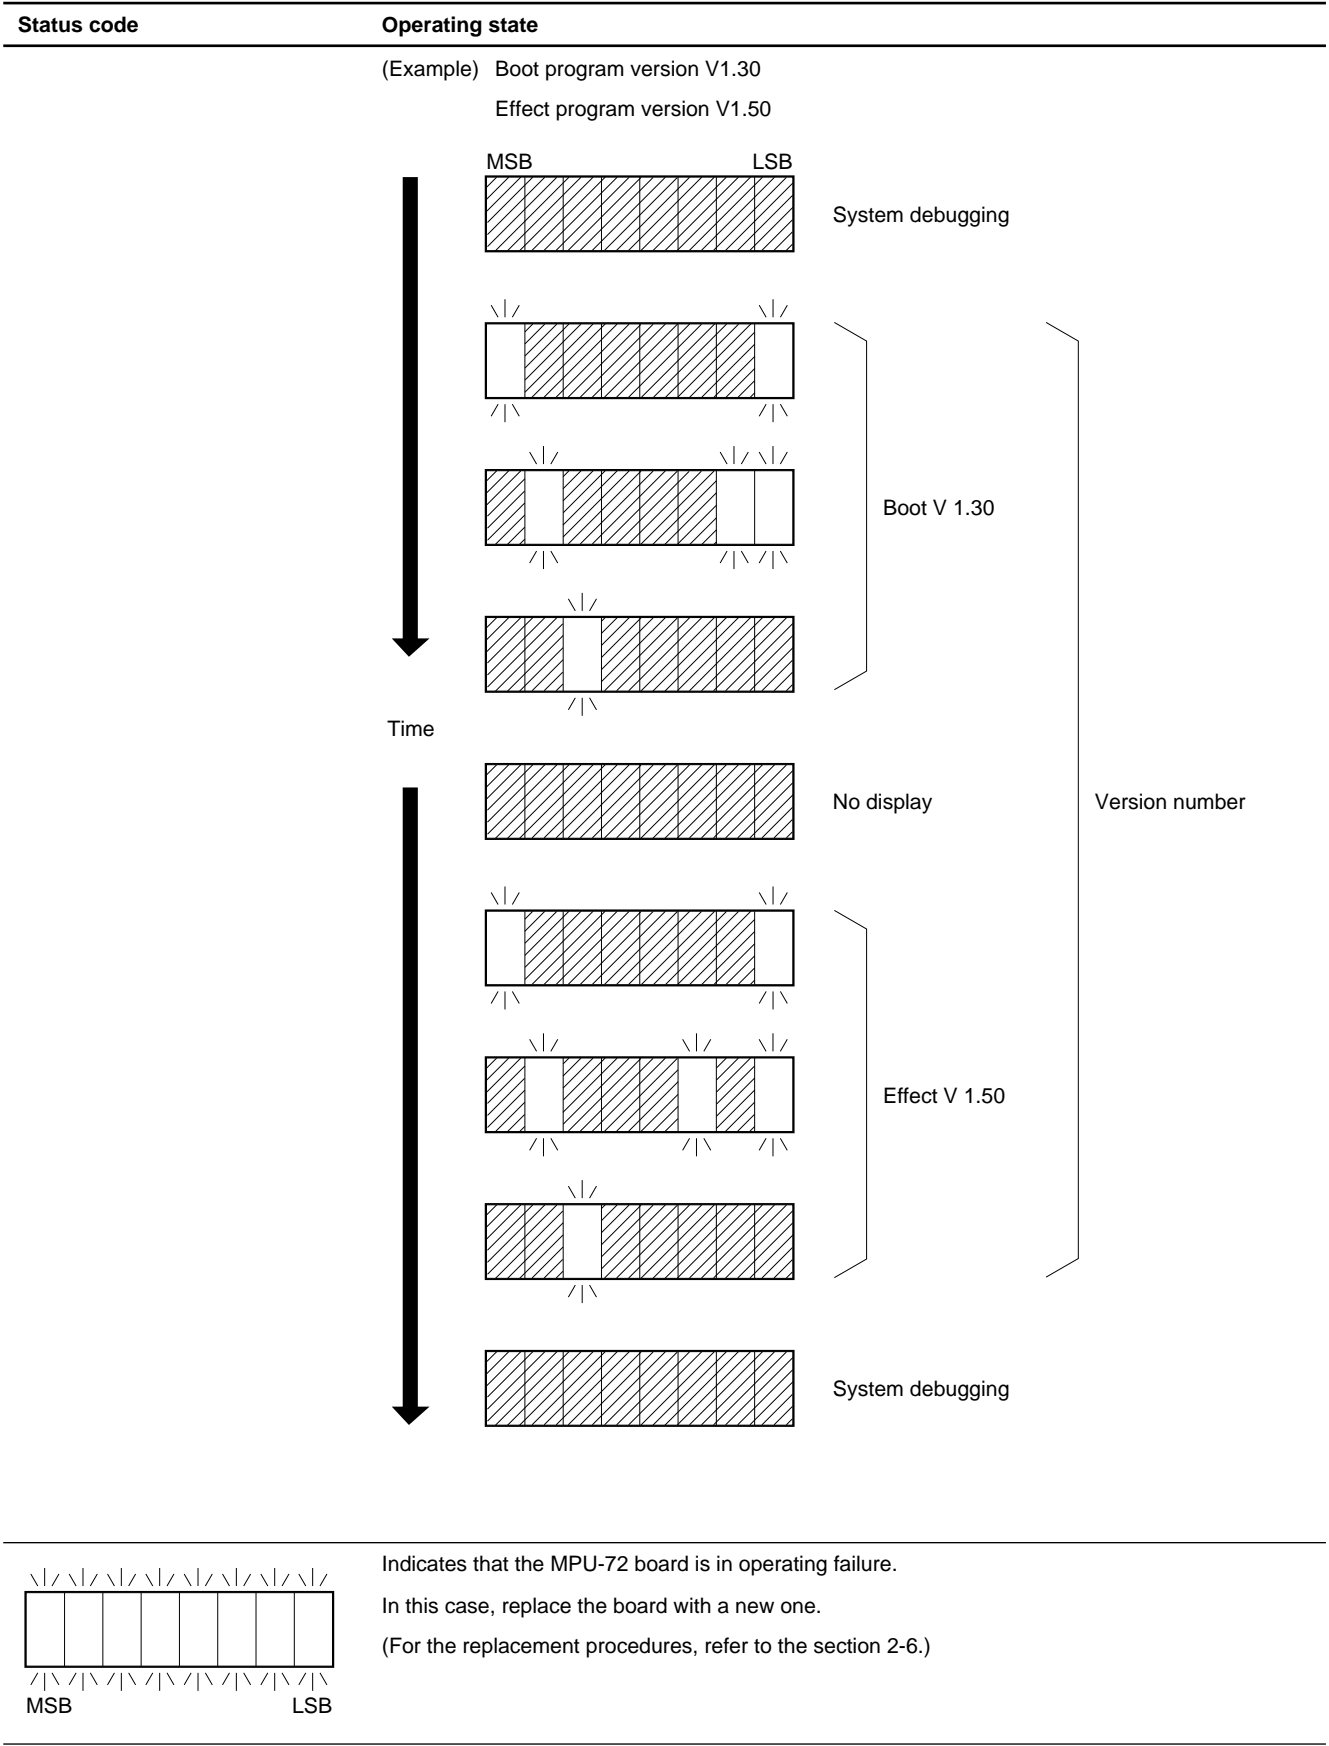 Status code
Operating state
(Example) Boot program version V1.30
Effect program version V1.50
MSB LSB
System debugging
Boot V 1.30
Time
No display
Version number
Effect V 1.50
System debugging
Indicates that the MPU-72 board is in operating failure.
In this case, replace the board with a new one.
(For the replacement procedures, refer to the section 2-6.)
MSB LSB